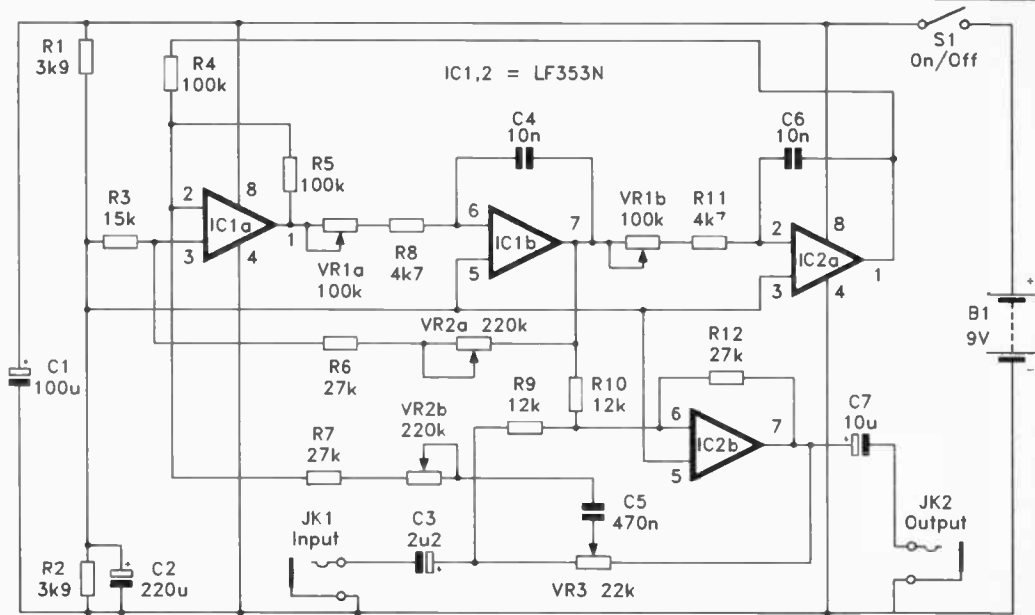 R1
3k9
R4
100k
IC1,2 = LF353N
S1
On/Off
C4
10n
C6
10n
R5
100k
R3
15k
2
8
IC1a
3
4
1
VR1a
100k
R8
4k7
6
IC1b
7
5
VR1b
100k
R11
4k7
2
8
IC2a
3
4
1
+
B1
9V
-
VR2a 220k
R6
27k
+
C1
100u
R9
12k
R10
12k
R12
27k
6
IC2b
7
5
C7
10u
+
R7
27k
VR2b
220k
C5
470n
JK1
Input
C3
2u2
+
VR3 22k
JK2
Output
R2
3k9
+
C2
220u